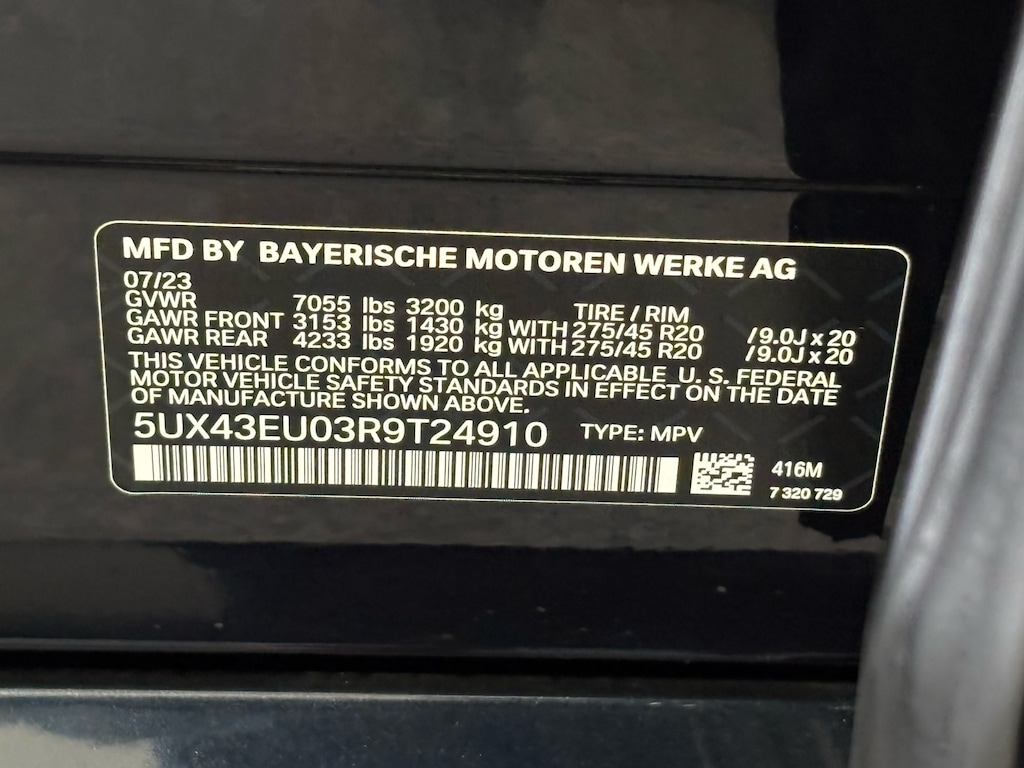 MFD BY BAYERISCHE MOTOREN WERKE AG
07/23
GVWR 7055 lbs 3200 kg TIRE / RIM
GAWR FRONT 3153 lbs 1430 kg WITH 275/45 R20 /9.0J x 20
GAWR REAR 4233 lbs 1920 kg WITH 275/45 R20 /9.0J x 20
THIS VEHICLE CONFORMS TO ALL APPLICABLE U. S. FEDERAL
MOTOR VEHICLE SAFETY STANDARDS IN EFFECT ON THE DATE
OF MANUFACTURE SHOWN ABOVE.
5UX43EU03R9T24910 TYPE: MPV
416M
7 320 729